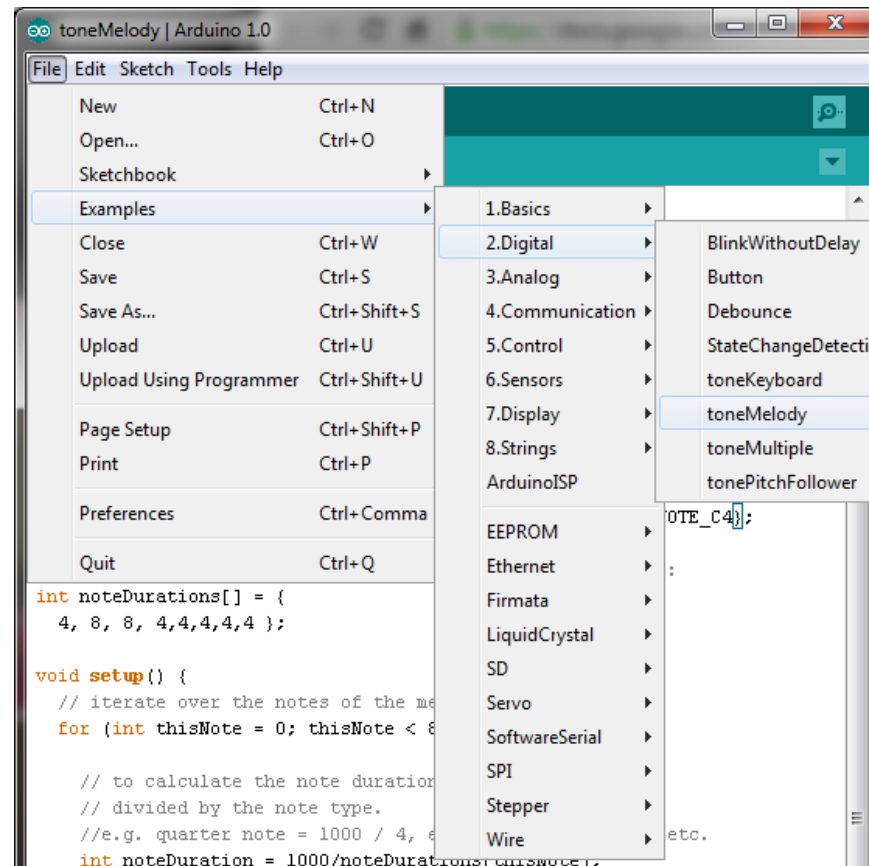 toneMelody | Arduino 1.0
File Edit Sketch Tools Help
New Ctrl+N
Open... Ctrl+O
Sketchbook
Examples
Close Ctrl+W
Save Ctrl+S
Save As... Ctrl+Shift+S
Upload Ctrl+U
Upload Using Programmer Ctrl+Shift+U
Page Setup Ctrl+Shift+P
Print Ctrl+P
Preferences Ctrl+Comma
Quit Ctrl+Q
1.Basics
2.Digital
3.Analog
4.Communication
5.Control
6.Sensors
7.Display
8.Strings
ArduinoISP
EEPROM
Ethernet
Firmata
LiquidCrystal
SD
Servo
SoftwareSerial
SPI
Stepper
Wire
BlinkWithoutDelay
Button
Debounce
StateChangeDetecti
toneKeyboard
toneMelody
toneMultiple
tonePitchFollower
OTE_C4};
:
int noteDurations[] = {
4, 8, 8, 4,4,4,4,4 };
void setup() {
// iterate over the notes of the me
for (int thisNote = 0; thisNote < 8
// to calculate the note duration
// divided by the note type.
//e.g. quarter note = 1000 / 4, e etc.
int noteDuration = 1000/noteDurations[thisNote];